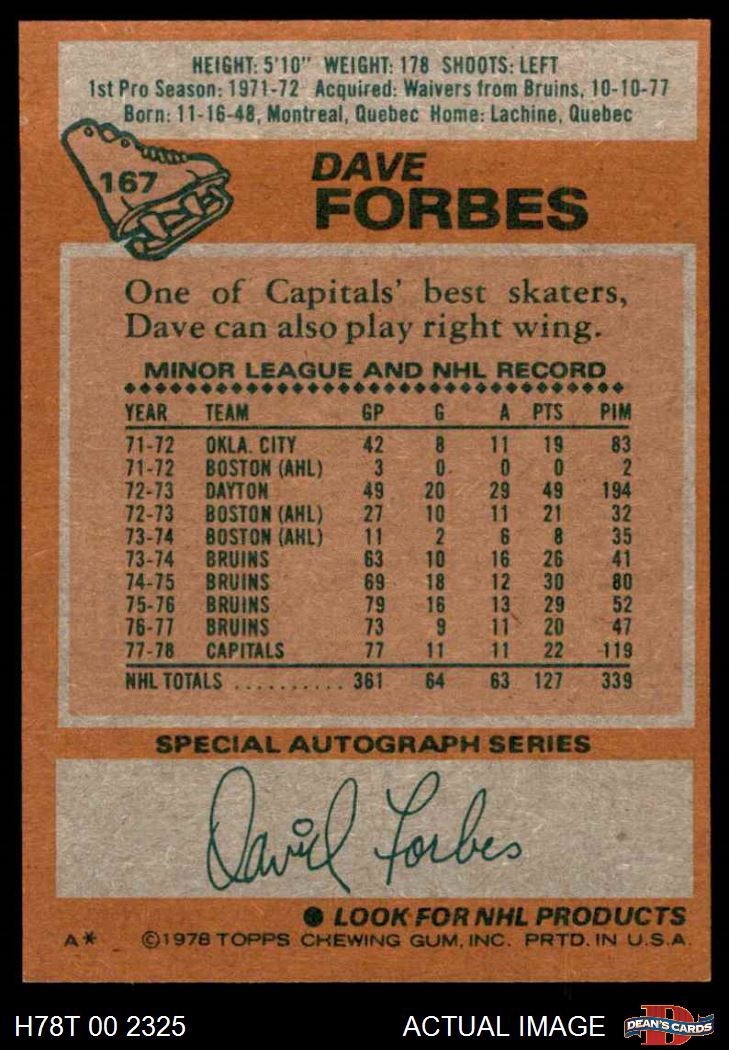 HEIGHT: 5'10" WEIGHT: 178 SHOOTS: LEFT
1st Pro Season: 1971-72 Acquired: Waivers from Bruins, 10-10-77
Born: 11-16-48, Montreal, Quebec Home: Lachine, Quebec
167
DAVE
FORBES
One of Capitals' best skaters,
Dave can also play right wing.
MINOR LEAGUE AND NHL RECORD
YEAR TEAM GP G A PTS PIM
71-72 OKLA. CITY 42 8 11 19 83
71-72 BOSTON (AHL) 3 0 0 0 2
72-73 DAYTON 49 20 29 49 194
72-73 BOSTON (AHL) 27 10 11 21 32
73-74 BOSTON (AHL) 11 2 6 8 35
73-74 BRUINS 63 10 16 26 41
74-75 BRUINS 69 18 12 30 80
75-76 BRUINS 79 16 13 29 52
76-77 BRUINS 73 9 11 20 47
77-78 CAPITALS 77 11 11 22 119
NHL TOTALS .......... 361 64 63 127 339
SPECIAL AUTOGRAPH SERIES
David Forbes
● LOOK FOR NHL PRODUCTS
A* ©1978 TOPPS CHEWING GUM, INC. PRTD. IN U.S.A.
H78T 00 2325 ACTUAL IMAGE D DEAN'S CARDS